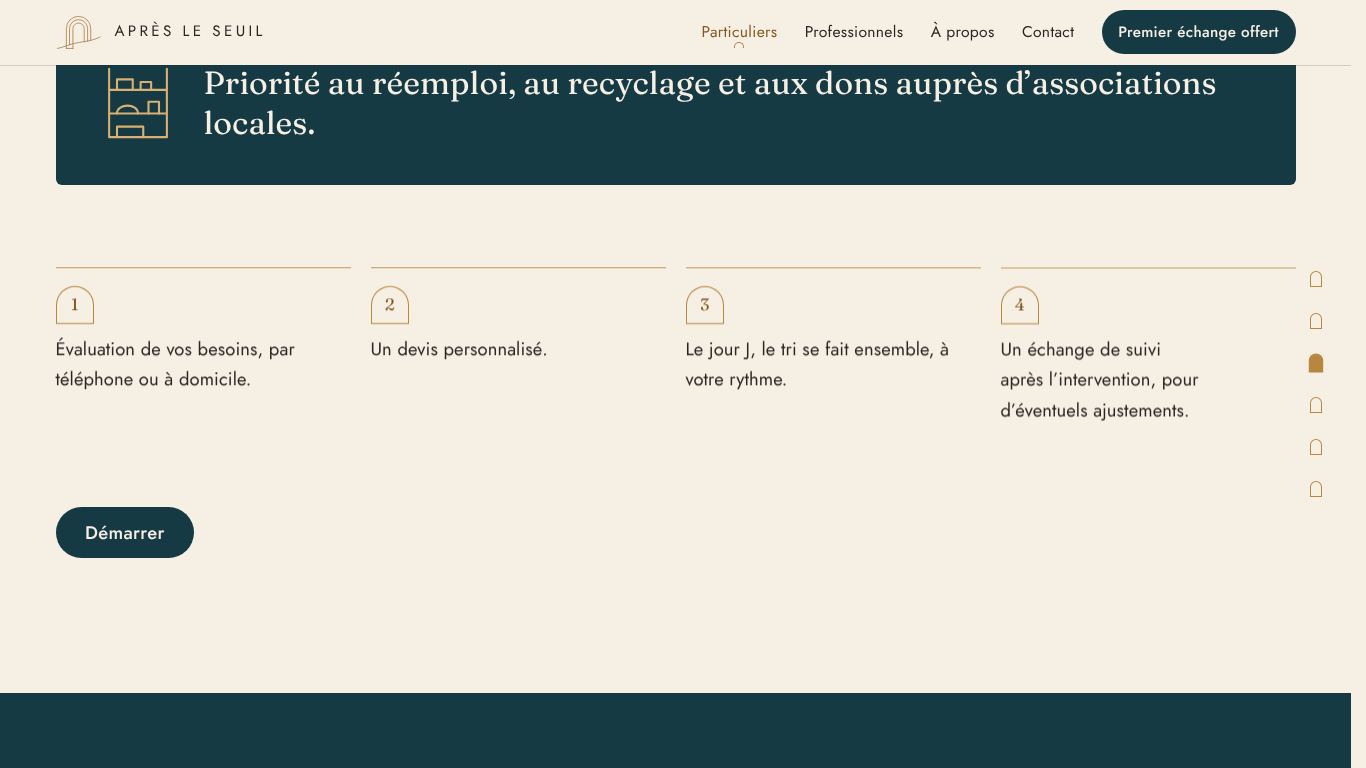 APRÈS LE SEUIL
Particuliers
Professionnels
À propos
Contact
Premier échange offert
Priorité au réemploi, au recyclage et aux dons auprès d’associations
locales.
1
Évaluation de vos besoins, par
téléphone ou à domicile.
2
Un devis personnalisé.
3
Le jour J, le tri se fait ensemble, à
votre rythme.
4
Un échange de suivi
après l’intervention, pour
d’éventuels ajustements.
Démarrer